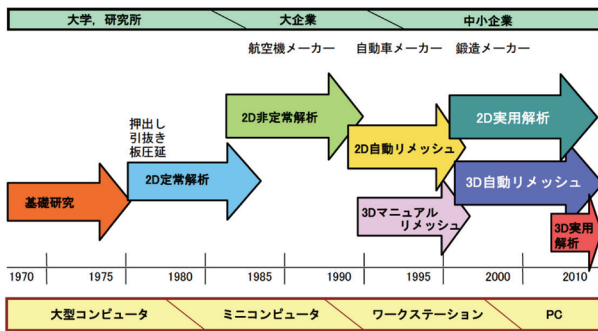 大学，研究所
大企業
中小企業
航空機メーカー
自動車メーカー
鍛造メーカー
2D非定常解析
2D実用解析
押出し
引抜き
板圧延
2D自動リメッシュ
2D定常解析
3D自動リメッシュ
基礎研究
3Dマニュアル
リメッシュ
3D実用
解析
1970
1975
1980
1985
1990
1995
2000
2010
大型コンピュータ
ミニコンピュータ
ワークステーション
PC